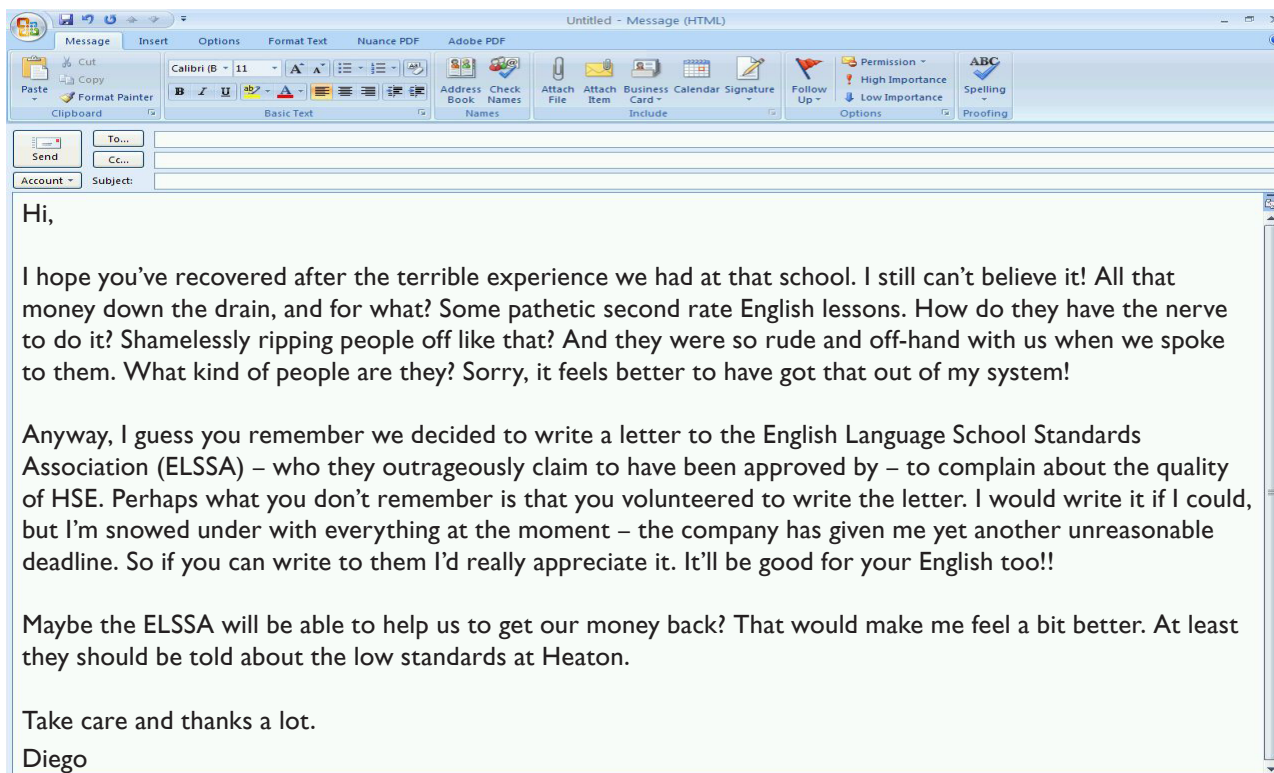 Untitled - Message (HTML)
Message Insert Options Format Text Nuance PDF Adobe PDF
Paste
Cut
Copy
Format Painter
Clipboard
Calibri (B 11
B I U
Basic Text
Address Book
Check Names
Names
Attach File
Attach Item
Business Card
Calendar
Signature
Include
Follow Up
Permission
High Importance
Low Importance
Options
ABC
Spelling
Proofing
Send
To...
Cc...
Account
Subject:
Hi,
I hope you've recovered after the terrible experience we had at that school. I still can't believe it! All that
money down the drain, and for what? Some pathetic second rate English lessons. How do they have the nerve
to do it? Shamelessly ripping people off like that? And they were so rude and off-hand with us when we spoke
to them. What kind of people are they? Sorry, it feels better to have got that out of my system!
Anyway, I guess you remember we decided to write a letter to the English Language School Standards
Association (ELSSA) – who they outrageously claim to have been approved by – to complain about the quality
of HSE. Perhaps what you don't remember is that you volunteered to write the letter. I would write it if I could,
but I'm snowed under with everything at the moment – the company has given me yet another unreasonable
deadline. So if you can write to them I'd really appreciate it. It'll be good for your English too!!
Maybe the ELSSA will be able to help us to get our money back? That would make me feel a bit better. At least
they should be told about the low standards at Heaton.
Take care and thanks a lot.
Diego